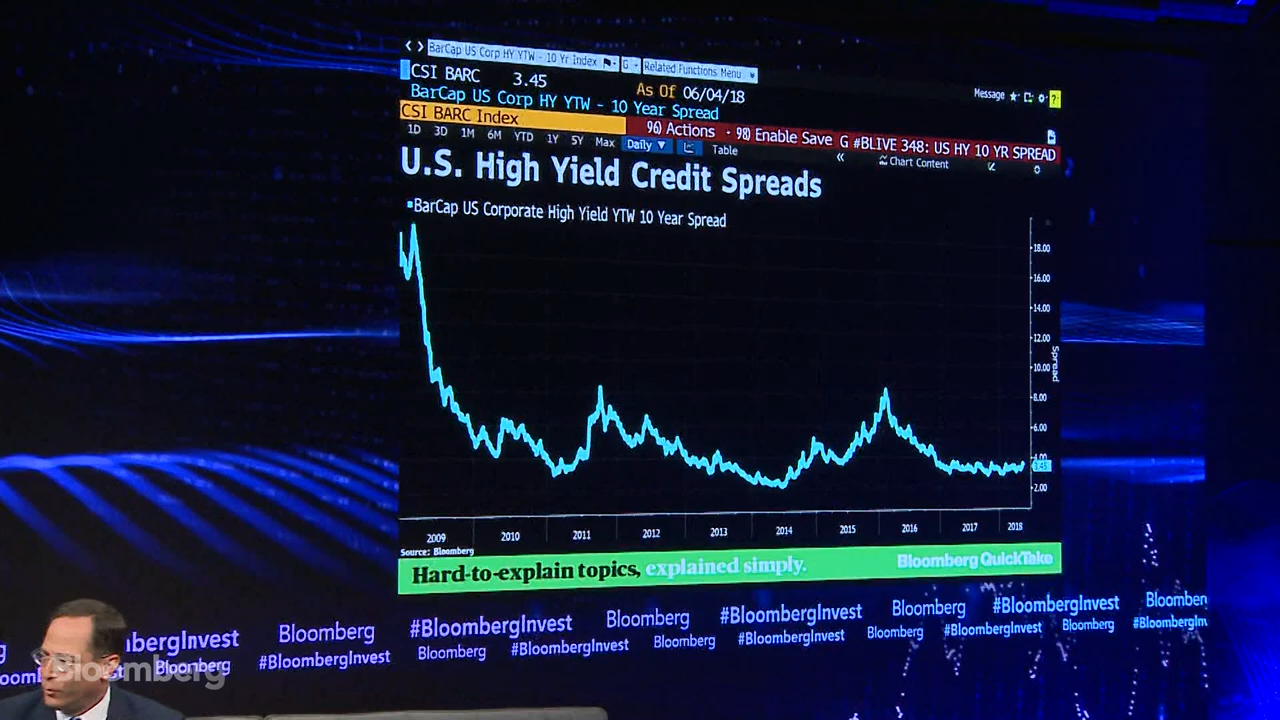 BarCap US Corp HY YTW - 10 Yr Index
G
Related Functions Menu
CSI BARC 3.45
As Of 06/04/18
Message
BarCap US Corp HY YTW - 10 Year Spread
CSI BARC Index
96) Actions 98) Enable Save G #BLIVE 348: US HY 10 YR SPREAD
1D 3D 1M 6M YTD 1Y 5Y Max Daily ▼ Table « Chart Content
U.S. High Yield Credit Spreads
BarCap US Corporate High Yield YTW 10 Year Spread
18.00
16.00
14.00
12.00
10.00
8.00
6.00
4.00
3.45
2.00
Spread
2009 2010 2011 2012 2013 2014 2015 2016 2017 2018
Source: Bloomberg
Hard-to-explain topics, explained simply. Bloomberg QuickTake
mbergInvest Bloomberg #BloombergInvest Bloomberg #BloombergInvest Bloomberg #BloombergInvest Bloomber
Bloomberg #BloombergInvest Bloomberg #BloombergInvest Bloomberg #BloombergInvest Bloomberg #BloombergInvest Bloomberg #BloombergIn
Bloomberg